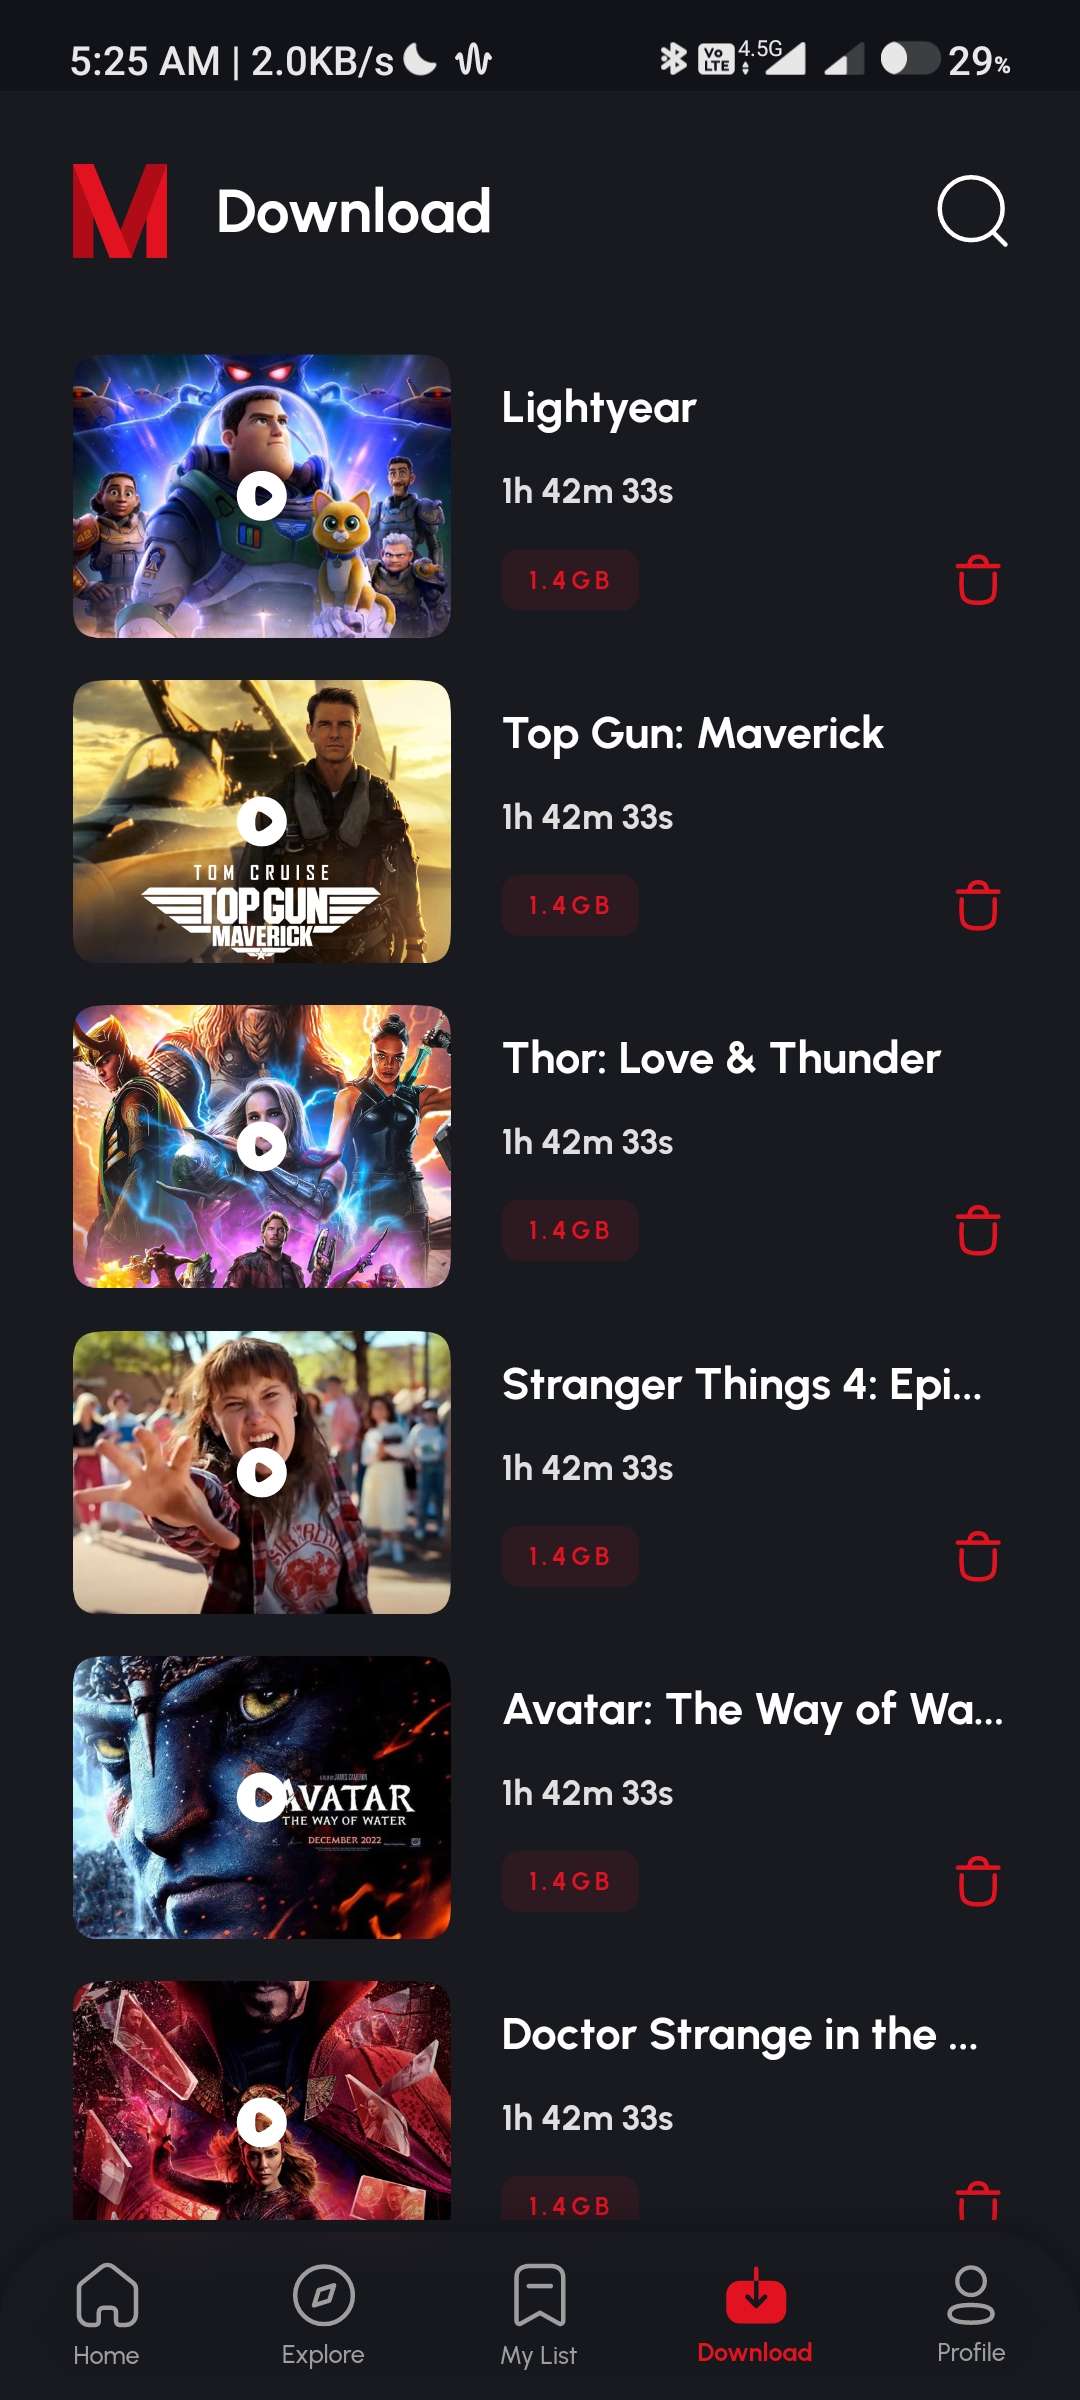 5:25 AM | 2.0KB/s Vo LTE 4.5G 29%
M Download
Lightyear
1h 42m 33s
1.4GB
Top Gun: Maverick
1h 42m 33s
TOM CRUISE
TOP GUN
MAVERICK
1.4GB
Thor: Love & Thunder
1h 42m 33s
1.4GB
Stranger Things 4: Epi...
1h 42m 33s
1.4GB
Avatar: The Way of Wa...
1h 42m 33s
AVATAR
THE WAY OF WATER
DECEMBER 2022
1.4GB
Doctor Strange in the ...
1h 42m 33s
1.4GB
Home
Explore
My List
Download
Profile